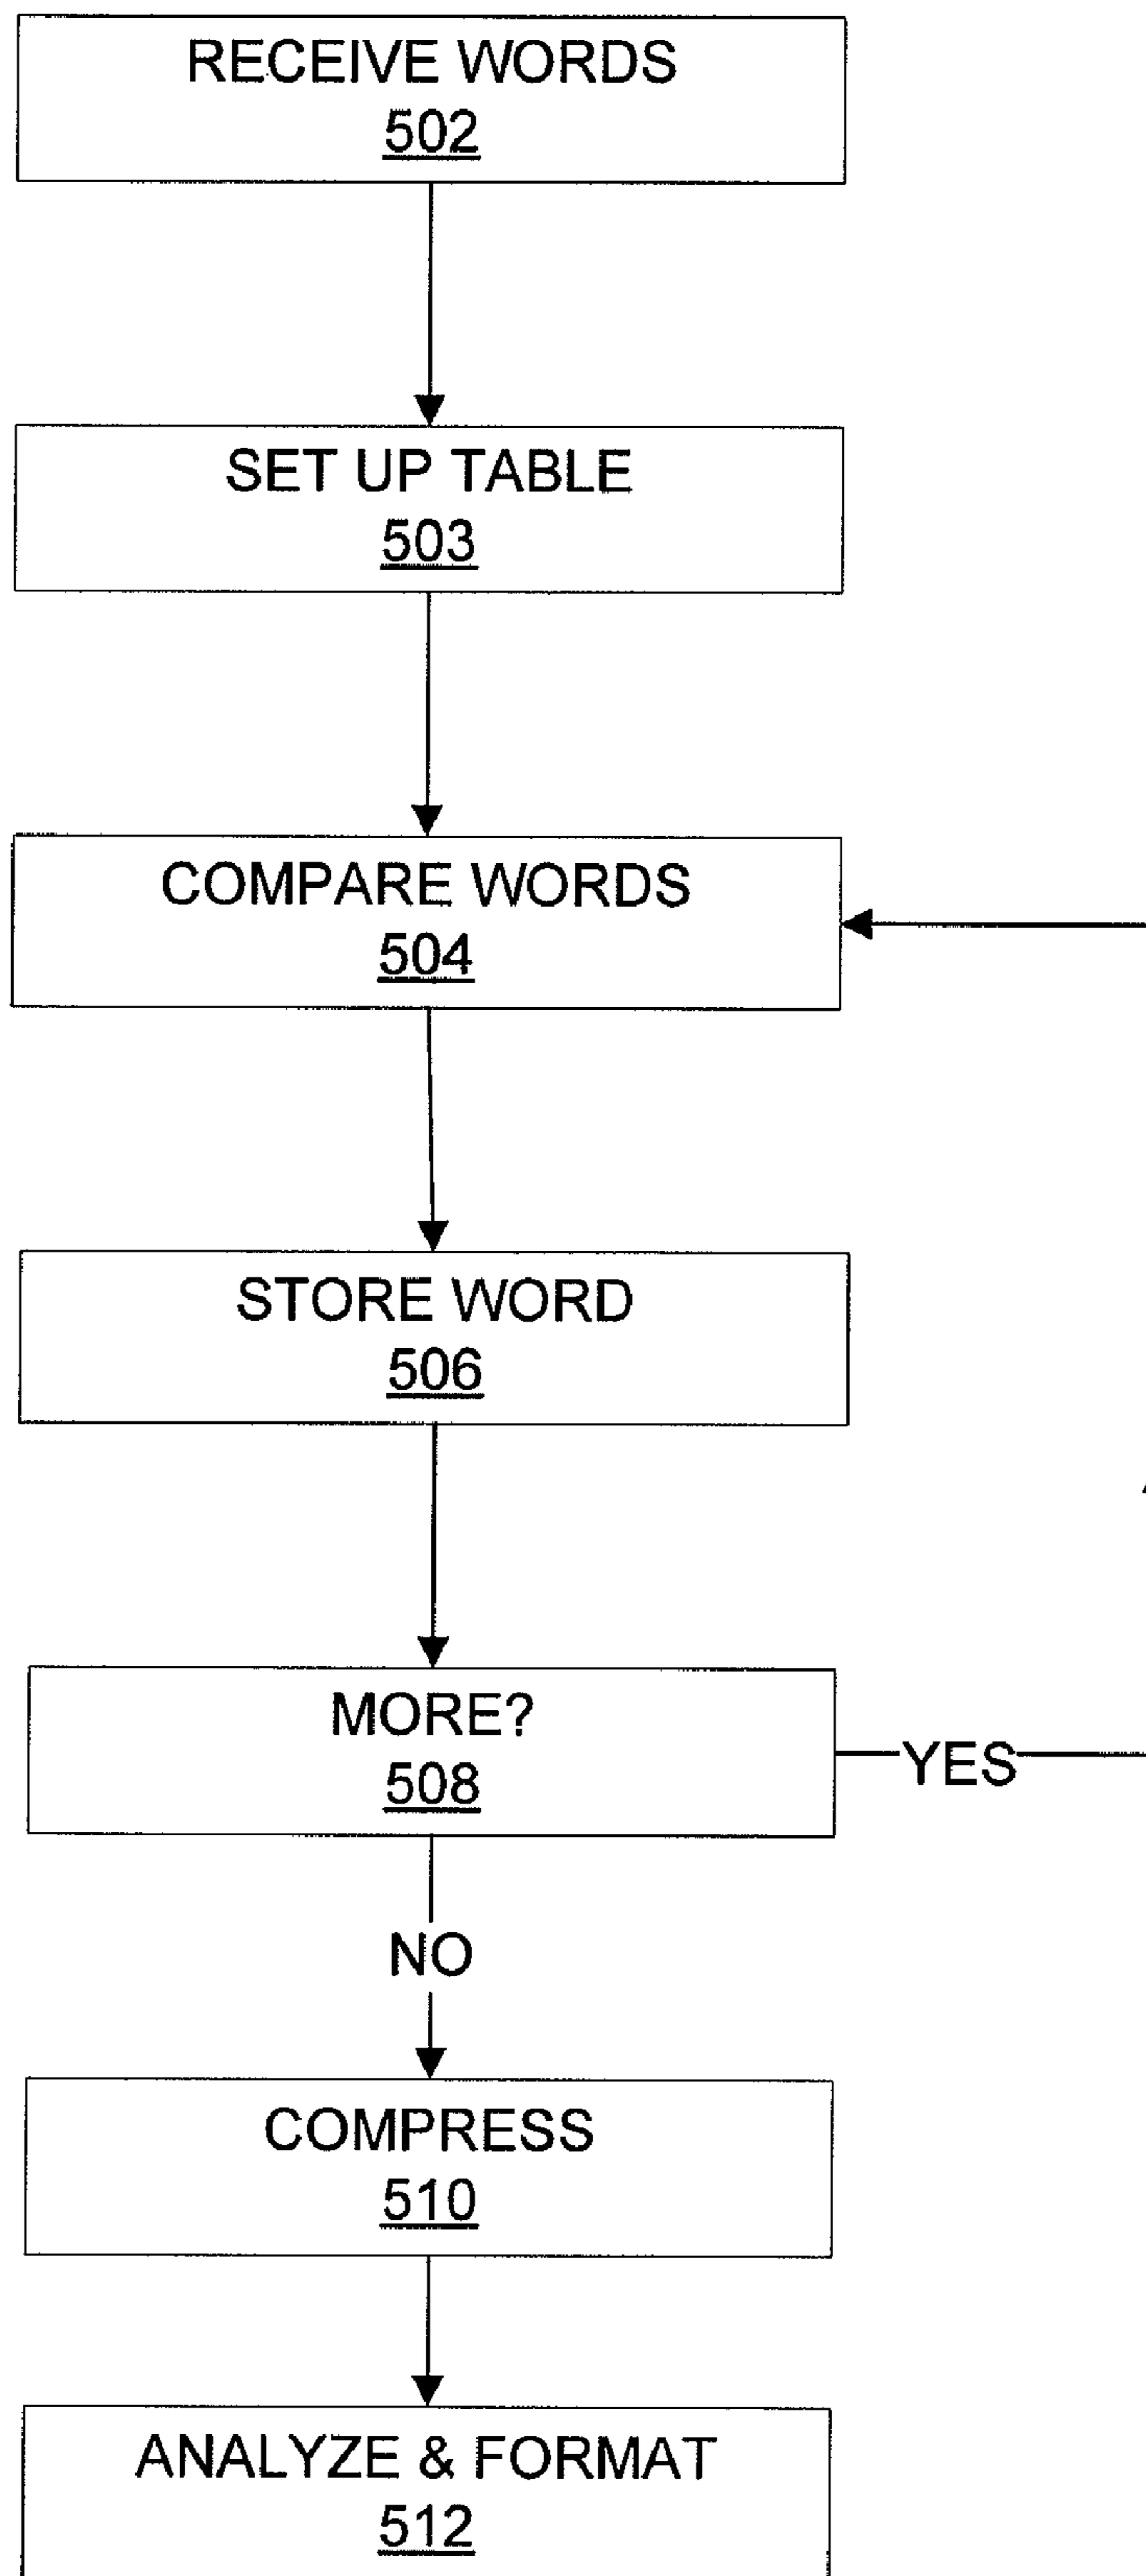 RECEIVE WORDS
502
SET UP TABLE
503
COMPARE WORDS
504
STORE WORD
506
MORE?
508
YES
NO
COMPRESS
510
ANALYZE & FORMAT
512